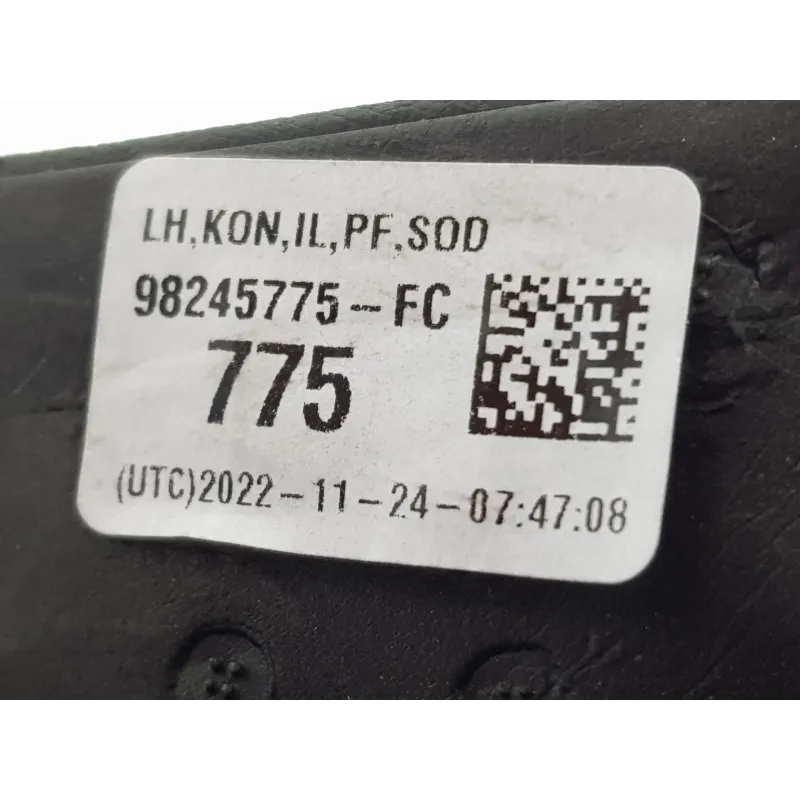 LH,KON,IL,PF,SOD
98245775-FC
775
(UTC)2022-11-24-07:47:08